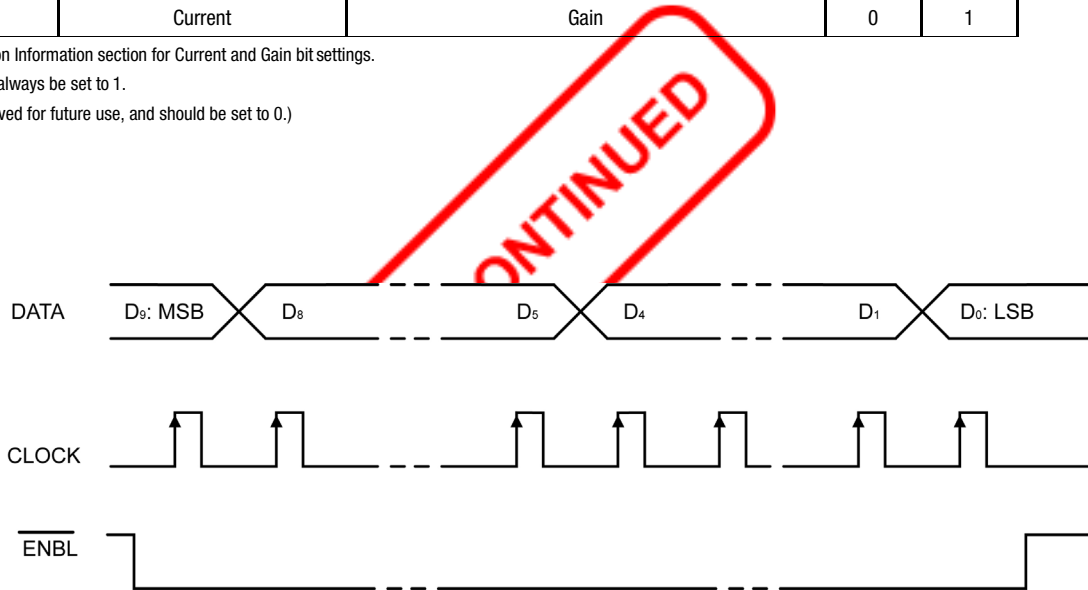 Current Gain 0 1
on Information section for Current and Gain bit settings.
always be set to 1.
ved for future use, and should be set to 0.)
ONTINUED
DATA D9: MSB D8 D5 D4 D1 D0: LSB
CLOCK
ENBL